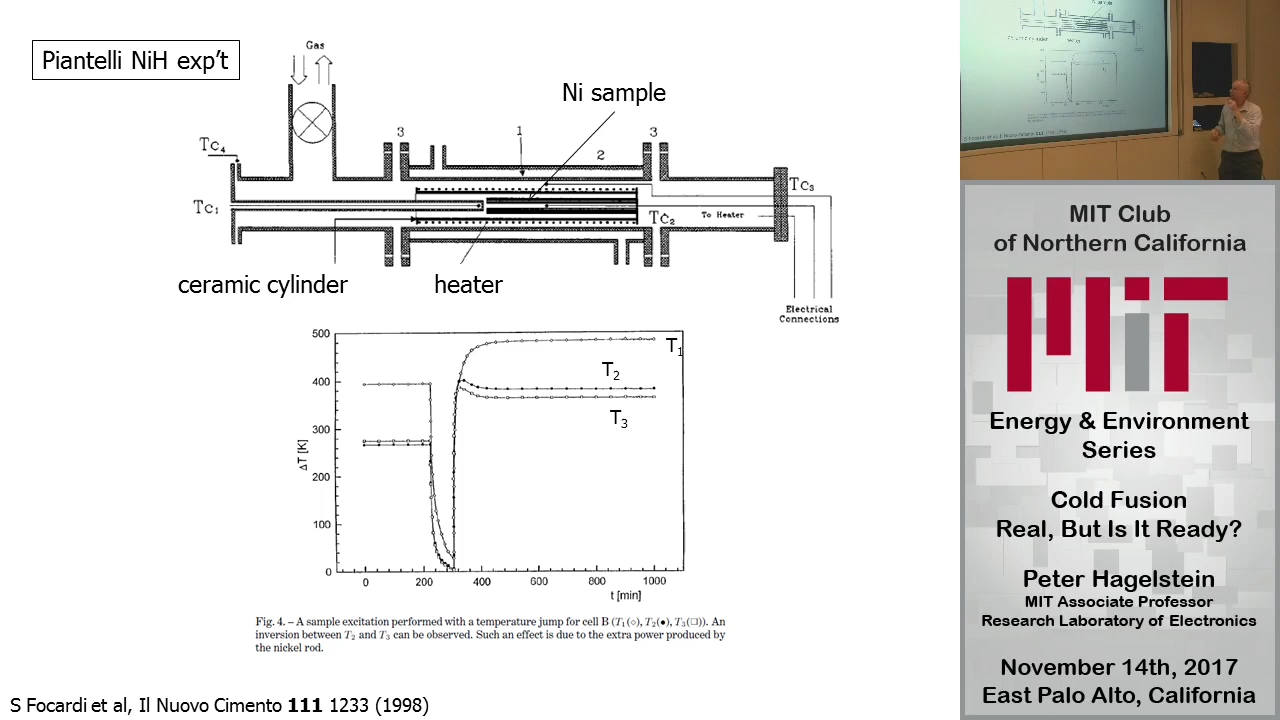 Piantelli NiH exp't
Gas
Ni sample
3
1
3
2
Tc4
Tc3
Tc1
Tc2
To Heater
ceramic cylinder
heater
Electrical
Connections
500
400
300
200
100
0
ΔT [K]
T1
T2
T3
0
200
400
600
800
1000
t [min]
Fig. 4. – A sample excitation performed with a temperature jump for cell B (T1(○), T2(●), T3(□)). An
inversion between T2 and T3 can be observed. Such an effect is due to the extra power produced by
the nickel rod.
S Focardi et al, Il Nuovo Cimento 111 1233 (1998)
MIT Club
of Northern California
Energy & Environment
Series
Cold Fusion
Real, But Is It Ready?
Peter Hagelstein
MIT Associate Professor
Research Laboratory of Electronics
November 14th, 2017
East Palo Alto, California